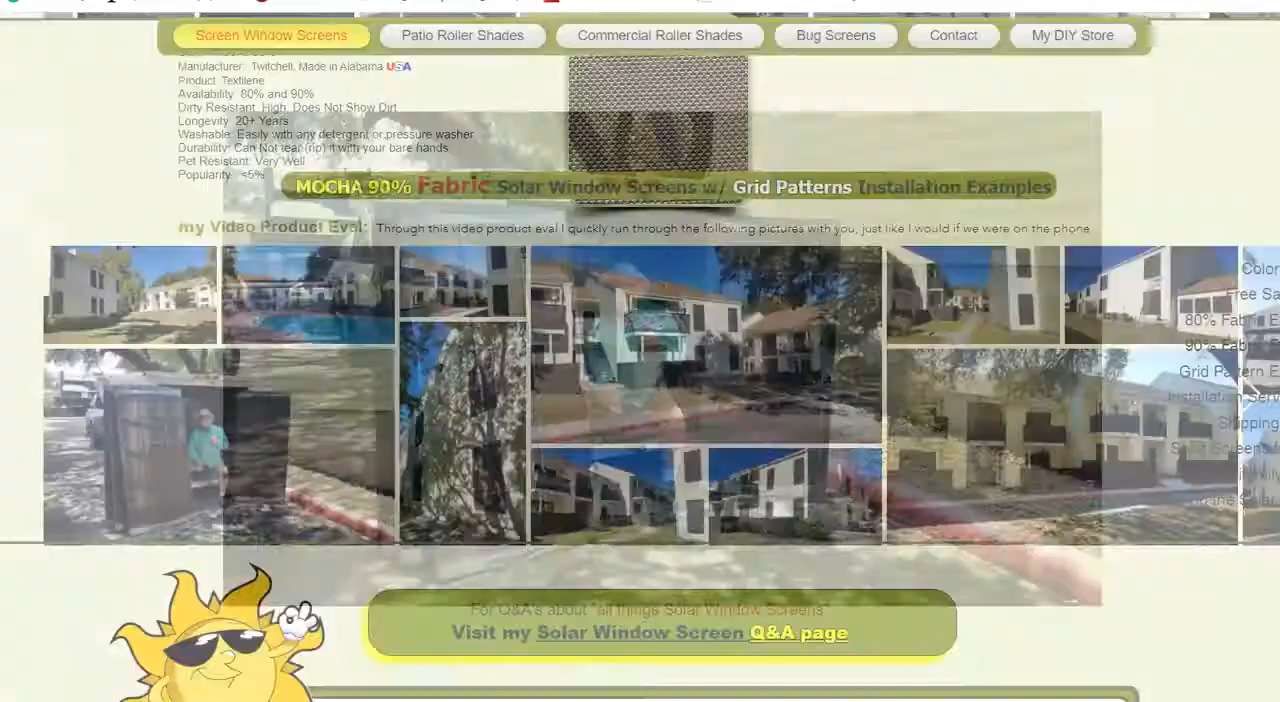 Screen Window Screens
Patio Roller Shades
Commercial Roller Shades
Bug Screens
Contact
My DIY Store
Manufacturer: Twitchell, Made in Alabama USA
Product: Textilene
Availability: 80% and 90%
Dirty Resistant: High, Does Not Show Dirt
Longevity: 20+ Years
Washable: Easily with any detergent or pressure washer
Durability: Can Not tear (rip) it with your bare hands
Pet Resistant: Very Well
Popularity: <5%
MOCHA 90% Fabric Solar Window Screens w/ Grid Patterns Installation Examples
my Video Product Eval: Through this video product eval I quickly run through the following pictures with you, just like I would if we were on the phone
Color
Free Sa
80% Fabric E
90% Fabric E
Grid Pattern E
Installation Serv
Shipping
For Q&A's about "all things Solar Window Screens"
Visit my Solar Window Screen Q&A page